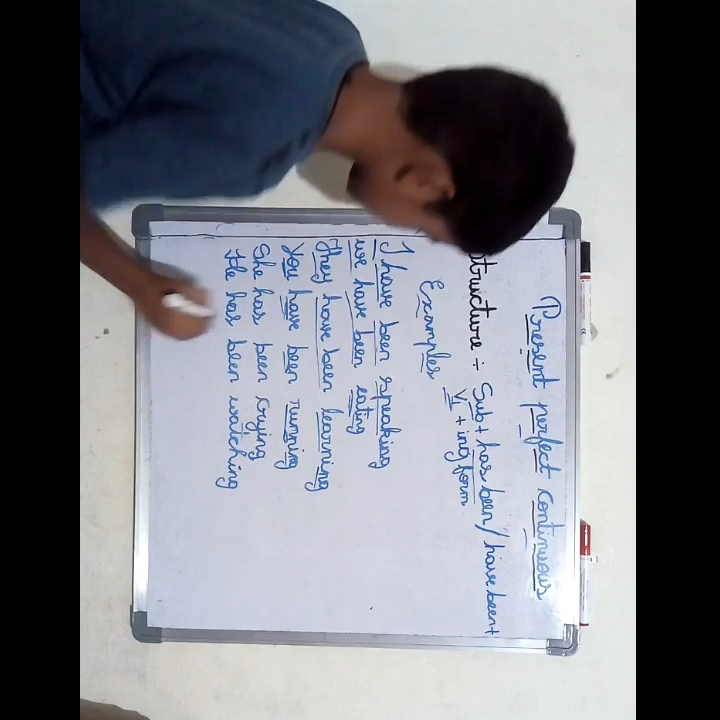 Present perfect continuous
structure ÷ Sub + has been / have been +
V1 + ing form
Examples
I have been speaking
we have been eating
they have been learning
You have been running
She has been crying
He has been watching